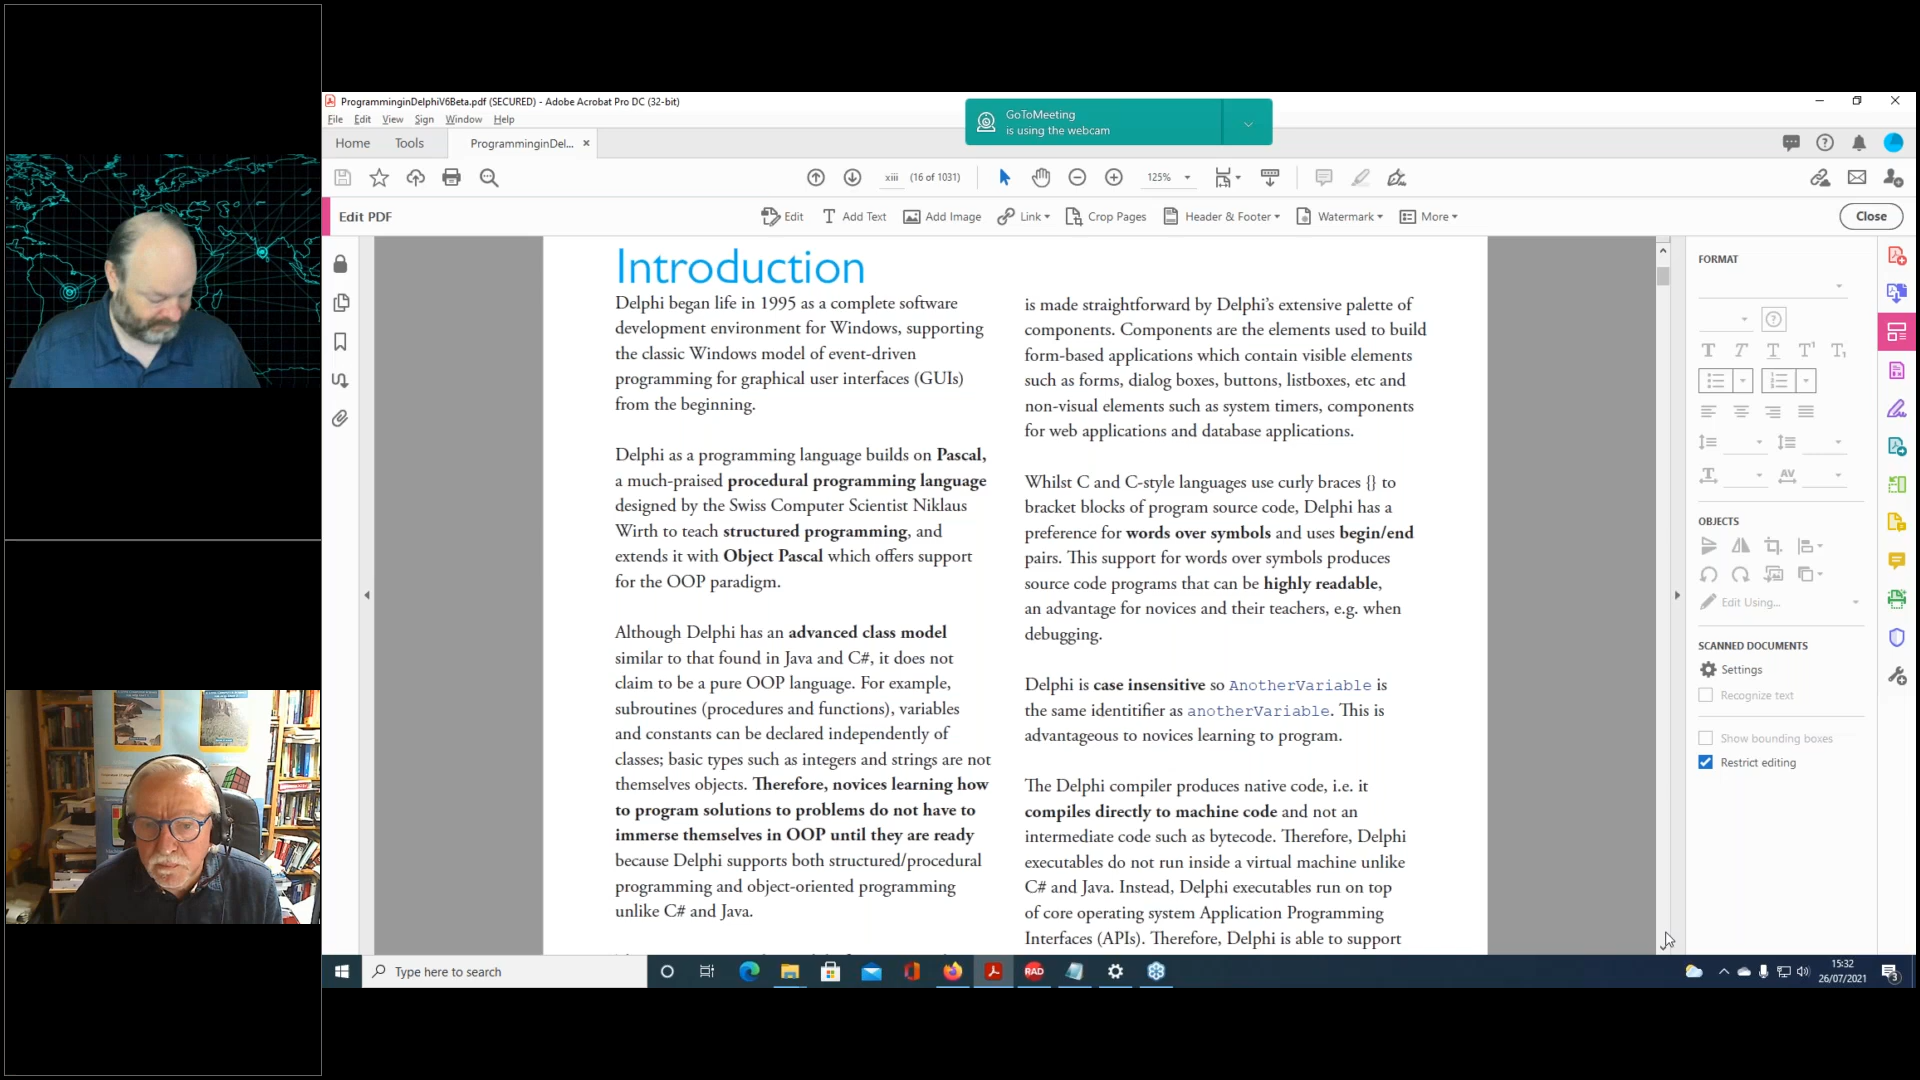 ProgramminginDelphiV6Beta.pdf (SECURED) - Adobe Acrobat Pro DC (32-bit)
File Edit View Sign Window Help
GoToMeeting
is using the webcam
Home Tools ProgramminginDel... ×
xiii (16 of 1031) 125%
Edit PDF Edit Add Text Add Image Link Crop Pages Header & Footer Watermark More Close
Introduction
Delphi began life in 1995 as a complete software
development environment for Windows, supporting
the classic Windows model of event-driven
programming for graphical user interfaces (GUIs)
from the beginning.
Delphi as a programming language builds on Pascal,
a much-praised procedural programming language
designed by the Swiss Computer Scientist Niklaus
Wirth to teach structured programming, and
extends it with Object Pascal which offers support
for the OOP paradigm.
Although Delphi has an advanced class model
similar to that found in Java and C#, it does not
claim to be a pure OOP language. For example,
subroutines (procedures and functions), variables
and constants can be declared independently of
classes; basic types such as integers and strings are not
themselves objects. Therefore, novices learning how
to program solutions to problems do not have to
immerse themselves in OOP until they are ready
because Delphi supports both structured/procedural
programming and object-oriented programming
unlike C# and Java.
is made straightforward by Delphi's extensive palette of
components. Components are the elements used to build
form-based applications which contain visible elements
such as forms, dialog boxes, buttons, listboxes, etc and
non-visual elements such as system timers, components
for web applications and database applications.
Whilst C and C-style languages use curly braces {} to
bracket blocks of program source code, Delphi has a
preference for words over symbols and uses begin/end
pairs. This support for words over symbols produces
source code programs that can be highly readable,
an advantage for novices and their teachers, e.g. when
debugging.
Delphi is case insensitive so AnotherVariable is
the same identitifier as anotherVariable. This is
advantageous to novices learning to program.
The Delphi compiler produces native code, i.e. it
compiles directly to machine code and not an
intermediate code such as bytecode. Therefore, Delphi
executables do not run inside a virtual machine unlike
C# and Java. Instead, Delphi executables run on top
of core operating system Application Programming
Interfaces (APIs). Therefore, Delphi is able to support
FORMAT
OBJECTS
Edit Using...
SCANNED DOCUMENTS
Settings
Recognize text
Show bounding boxes
Restrict editing
Type here to search
RAD
15:32
26/07/2021
3